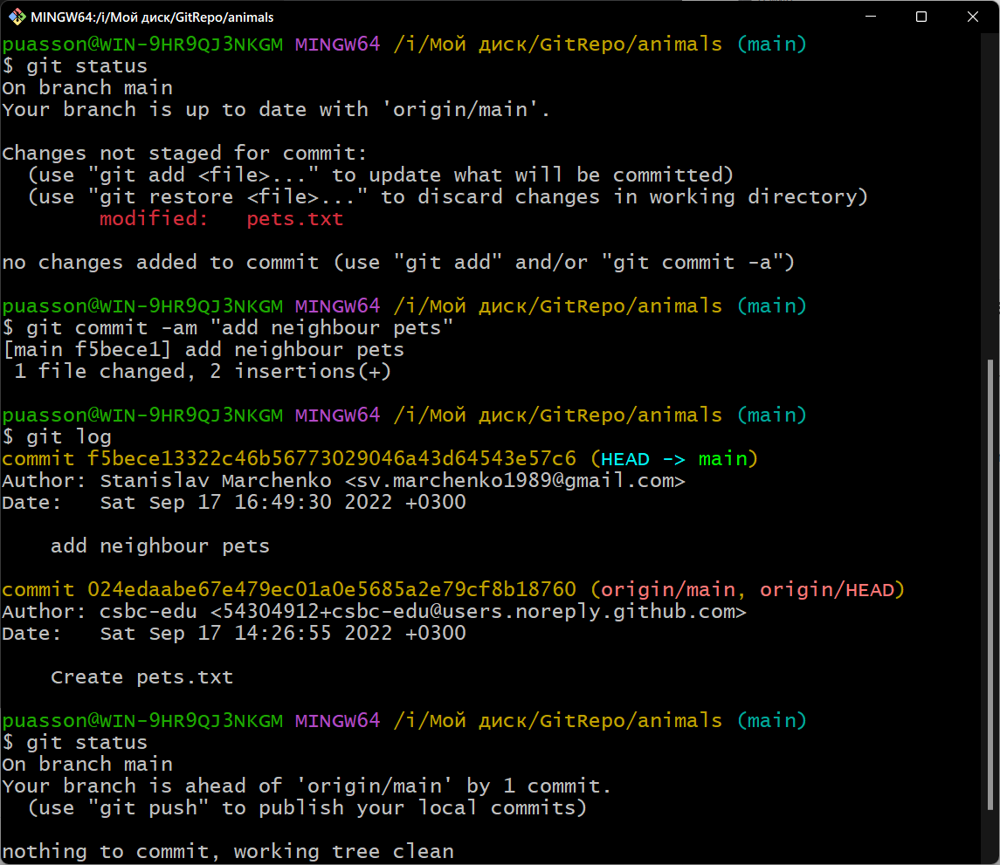 MINGW64:/i/Мой диск/GitRepo/animals
puasson@WIN-9HR9QJ3NKGM MINGW64 /i/Мой диск/GitRepo/animals (main)
$ git status
On branch main
Your branch is up to date with 'origin/main'.
Changes not staged for commit:
  (use "git add <file>..." to update what will be committed)
  (use "git restore <file>..." to discard changes in working directory)
        modified:   pets.txt
no changes added to commit (use "git add" and/or "git commit -a")
puasson@WIN-9HR9QJ3NKGM MINGW64 /i/Мой диск/GitRepo/animals (main)
$ git commit -am "add neighbour pets"
[main f5bece1] add neighbour pets
 1 file changed, 2 insertions(+)
puasson@WIN-9HR9QJ3NKGM MINGW64 /i/Мой диск/GitRepo/animals (main)
$ git log
commit f5bece13322c46b56773029046a43d64543e57c6 (HEAD -> main)
Author: Stanislav Marchenko <sv.marchenko1989@gmail.com>
Date:   Sat Sep 17 16:49:30 2022 +0300
    add neighbour pets
commit 024edaabe67e479ec01a0e5685a2e79cf8b18760 (origin/main, origin/HEAD)
Author: csbc-edu <54304912+csbc-edu@users.noreply.github.com>
Date:   Sat Sep 17 14:26:55 2022 +0300
    Create pets.txt
puasson@WIN-9HR9QJ3NKGM MINGW64 /i/Мой диск/GitRepo/animals (main)
$ git status
On branch main
Your branch is ahead of 'origin/main' by 1 commit.
  (use "git push" to publish your local commits)
nothing to commit, working tree clean